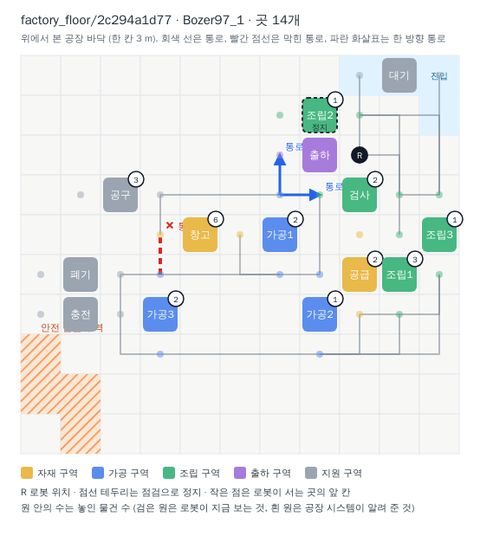 factory_floor/2c294a1d77 · Bozer97_1 · 곳 14개
위에서 본 공장 바닥 (한 칸 3 m). 회색 선은 통로, 빨간 점선은 막힌 통로, 파란 화살표는 한 방향 통로
대기
전립
1
조립2
정지
통로
출하
R
3
공구
통로
2
검사
✕
6
창고
1
가공1
1
조립3
폐기
2
공급
3
조립1
충전
2
가공3
1
가공2
안전
역
자재 구역
가공 구역
조립 구역
출하 구역
지원 구역
R 로봇 위치 · 점선 테두리는 점검으로 정지 · 작은 점은 로봇이 서는 곳의 앞 칸
원 안의 수는 놓인 물건 수 (검은 원은 로봇이 지금 보는 것, 흰 원은 공장 시스템이 알려 준 것)